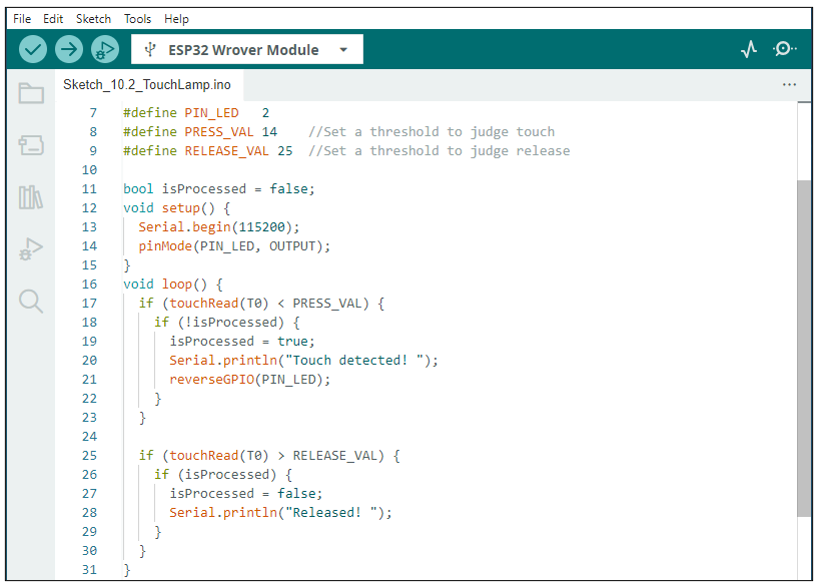 File Edit Sketch Tools Help
ESP32 Wrover Module
Sketch_10.2_TouchLamp.ino
7 #define PIN_LED   2
8 #define PRESS_VAL 14    //Set a threshold to judge touch
9 #define RELEASE_VAL 25  //Set a threshold to judge release
10
11 bool isProcessed = false;
12 void setup() {
13   Serial.begin(115200);
14   pinMode(PIN_LED, OUTPUT);
15 }
16 void loop() {
17   if (touchRead(T0) < PRESS_VAL) {
18     if (!isProcessed) {
19       isProcessed = true;
20       Serial.println("Touch detected! ");
21       reverseGPIO(PIN_LED);
22     }
23   }
24
25   if (touchRead(T0) > RELEASE_VAL) {
26     if (isProcessed) {
27       isProcessed = false;
28       Serial.println("Released! ");
29     }
30   }
31 }